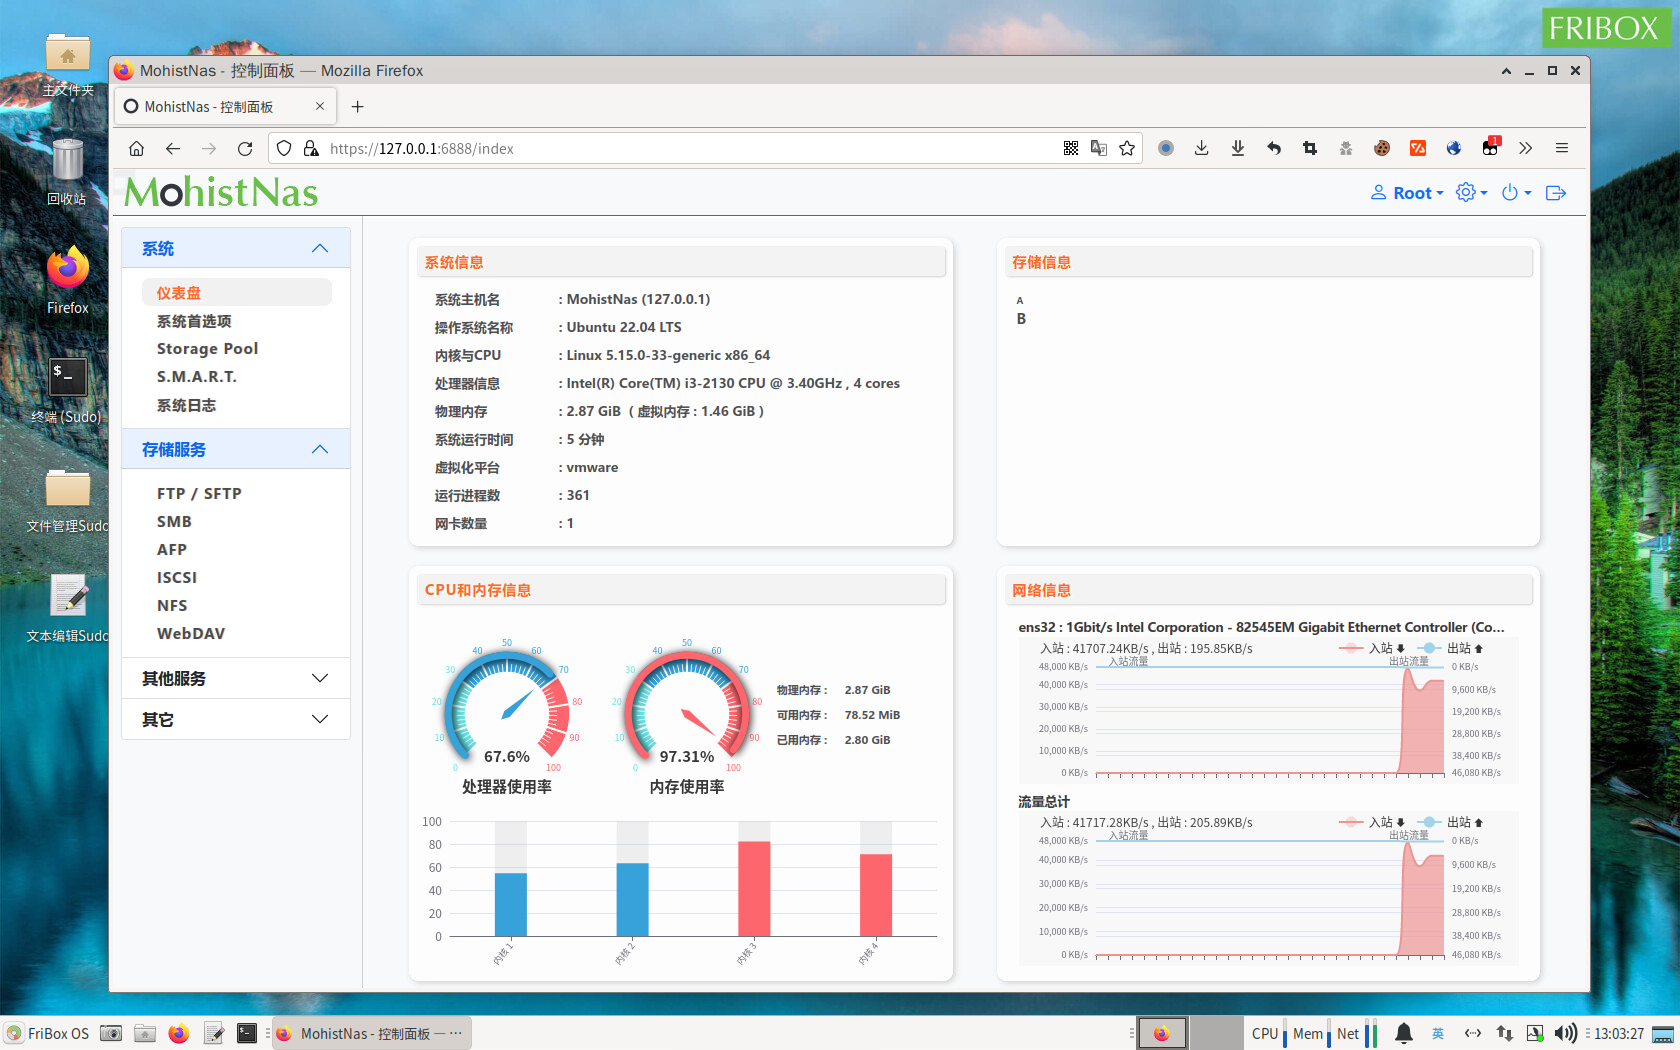 FRIBOX
主文件夹
回收站
Firefox
终端 (Sudo)
文件管理Sudo
文本编辑Sudo
MohistNas - 控制面板 — Mozilla Firefox
MohistNas - 控制面板
https://127.0.0.1:6888/index
1
MohistNas
Root
系统
仪表盘
系统首选项
Storage Pool
S.M.A.R.T.
系统日志
存储服务
FTP / SFTP
SMB
AFP
ISCSI
NFS
WebDAV
其他服务
其它
系统信息
系统主机名 : MohistNas (127.0.0.1)
操作系统名称 : Ubuntu 22.04 LTS
内核与CPU : Linux 5.15.0-33-generic x86_64
处理器信息 : Intel(R) Core(TM) i3-2130 CPU @ 3.40GHz , 4 cores
物理内存 : 2.87 GiB ( 虚拟内存 : 1.46 GiB )
系统运行时间 : 5 分钟
虚拟化平台 : vmware
运行进程数 : 361
网卡数量 : 1
存储信息
A
B
CPU和内存信息
0 10 20 30 40 50 60 70 80 90 100
67.6%
处理器使用率
0 10 20 30 40 50 60 70 80 90 100
97.31%
内存使用率
物理内存 : 2.87 GiB
可用内存 : 78.52 MiB
已用内存 : 2.80 GiB
100
80
60
40
20
0
内核 1 内核 2 内核 3 内核 4
网络信息
ens32 : 1Gbit/s Intel Corporation - 82545EM Gigabit Ethernet Controller (Co...
入站 : 41707.24KB/s , 出站 : 195.85KB/s 入站 出站
入站流量 出站流量
48,000 KB/s 0 KB/s
40,000 KB/s 9,600 KB/s
30,000 KB/s 19,200 KB/s
20,000 KB/s 28,800 KB/s
10,000 KB/s 38,400 KB/s
0 KB/s 46,080 KB/s
流量总计
入站 : 41717.28KB/s , 出站 : 205.89KB/s 入站 出站
入站流量 出站流量
48,000 KB/s 0 KB/s
40,000 KB/s 9,600 KB/s
30,000 KB/s 19,200 KB/s
20,000 KB/s 28,800 KB/s
10,000 KB/s 38,400 KB/s
0 KB/s 46,080 KB/s
FriBox OS
MohistNas - 控制面板 — ...
CPU Mem Net
英
13:03:27